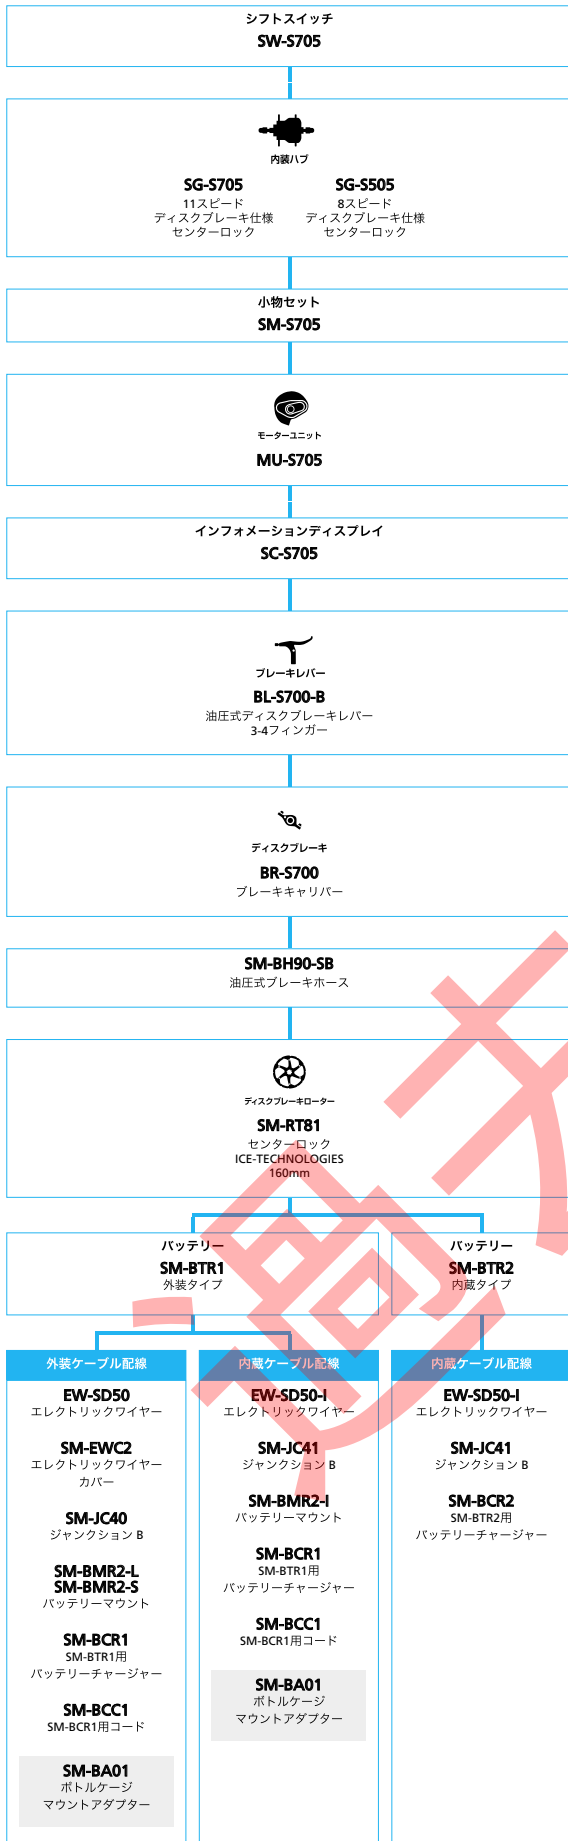 シフトスイッチ
SW-S705
内装ハブ
SG-S705
11スピード
ディスクブレーキ仕様
センターロック
SG-S505
8スピード
ディスクブレーキ仕様
センターロック
小物セット
SM-S705
モーターユニット
MU-S705
インフォメーションディスプレイ
SC-S705
ブレーキレバー
BL-S700-B
油圧式ディスクブレーキレバー
3-4フィンガー
ディスクブレーキ
BR-S700
ブレーキキャリパー
SM-BH90-SB
油圧式ブレーキホース
ディスクブレーキローター
SM-RT81
センターロック
ICE-TECHNOLOGIES
160mm
バッテリー
SM-BTR1
外装タイプ
バッテリー
SM-BTR2
内蔵タイプ
外装ケーブル配線
EW-SD50
エレクトリックワイヤー
SM-EWC2
エレクトリックワイヤー
カバー
SM-JC40
ジャンクション B
SM-BMR2-L
SM-BMR2-S
バッテリーマウント
SM-BCR1
SM-BTR1用
バッテリーチャージャー
SM-BCC1
SM-BCR1用コード
SM-BA01
ボトルケージ
マウントアダプター
内蔵ケーブル配線
EW-SD50-I
エレクトリックワイヤー
SM-JC41
ジャンクション B
SM-BMR2-I
バッテリーマウント
SM-BCR1
SM-BTR1用
バッテリーチャージャー
SM-BCC1
SM-BCR1用コード
SM-BA01
ボトルケージ
マウントアダプター
内蔵ケーブル配線
EW-SD50-I
エレクトリックワイヤー
SM-JC41
ジャンクション B
SM-BCR2
SM-BTR2用
バッテリーチャージャー
過